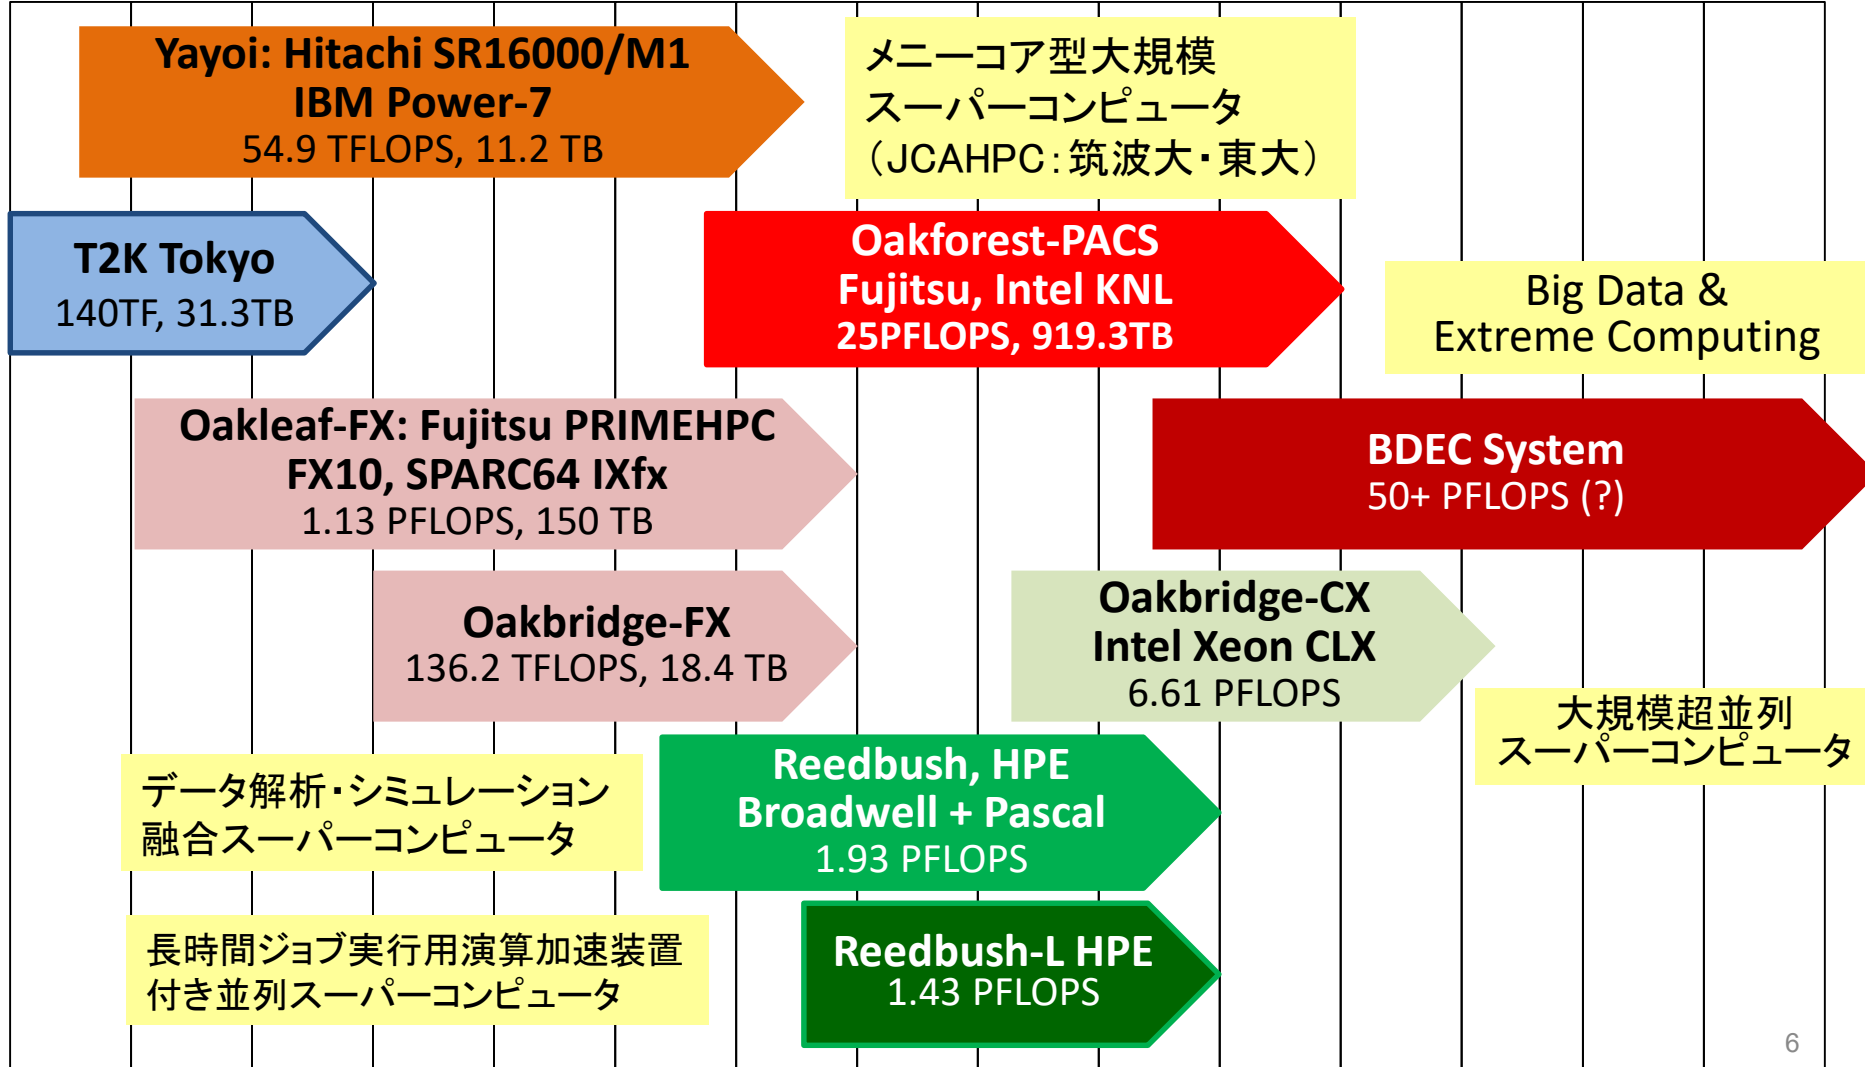 Yayoi: Hitachi SR16000/M1
IBM Power-7
54.9 TFLOPS, 11.2 TB
メニーコア型大規模
スーパーコンピュータ
（JCAHPC：筑波大・東大）
T2K Tokyo
140TF, 31.3TB
Oakforest-PACS
Fujitsu, Intel KNL
25PFLOPS, 919.3TB
Big Data &
Extreme Computing
Oakleaf-FX: Fujitsu PRIMEHPC
FX10, SPARC64 IXfx
1.13 PFLOPS, 150 TB
BDEC System
50+ PFLOPS (?)
Oakbridge-FX
136.2 TFLOPS, 18.4 TB
Oakbridge-CX
Intel Xeon CLX
6.61 PFLOPS
大規模超並列
スーパーコンピュータ
データ解析・シミュレーション
融合スーパーコンピュータ
Reedbush, HPE
Broadwell + Pascal
1.93 PFLOPS
長時間ジョブ実行用演算加速装置
付き並列スーパーコンピュータ
Reedbush-L HPE
1.43 PFLOPS
6